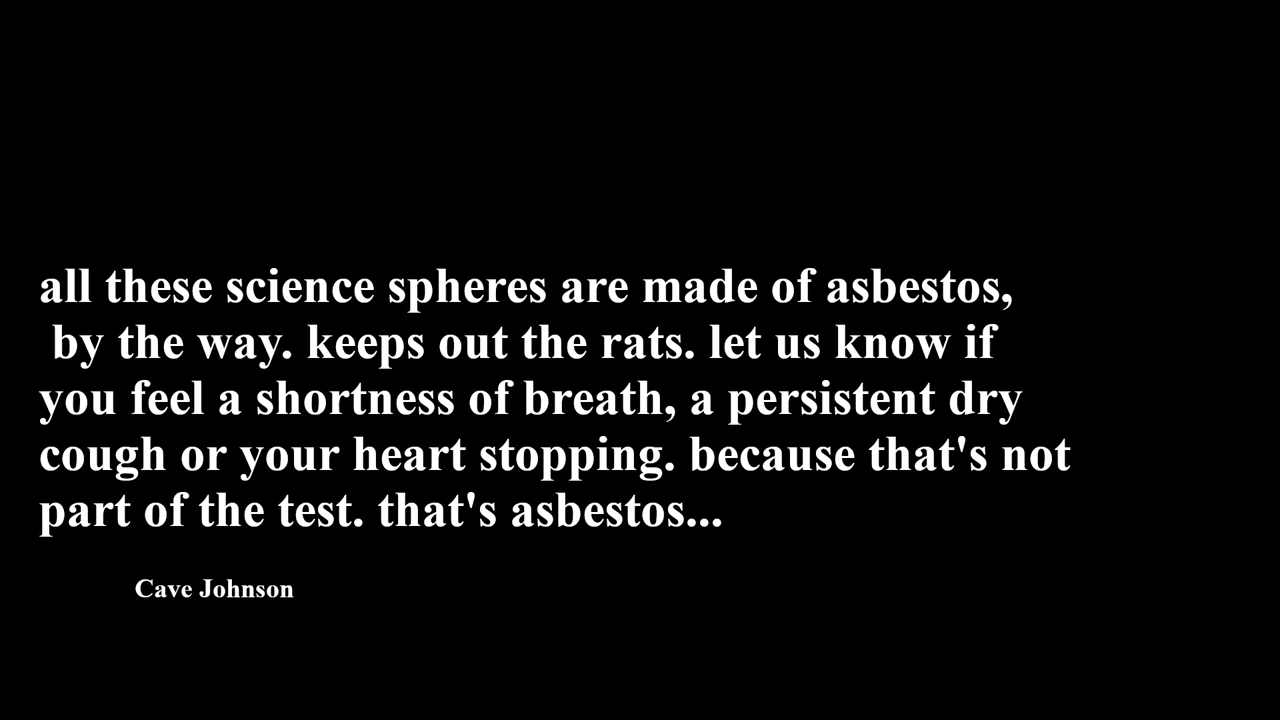 all these science spheres are made of asbestos,
by the way. keeps out the rats. let us know if
you feel a shortness of breath, a persistent dry
cough or your heart stopping. because that's not
part of the test. that's asbestos...
Cave Johnson